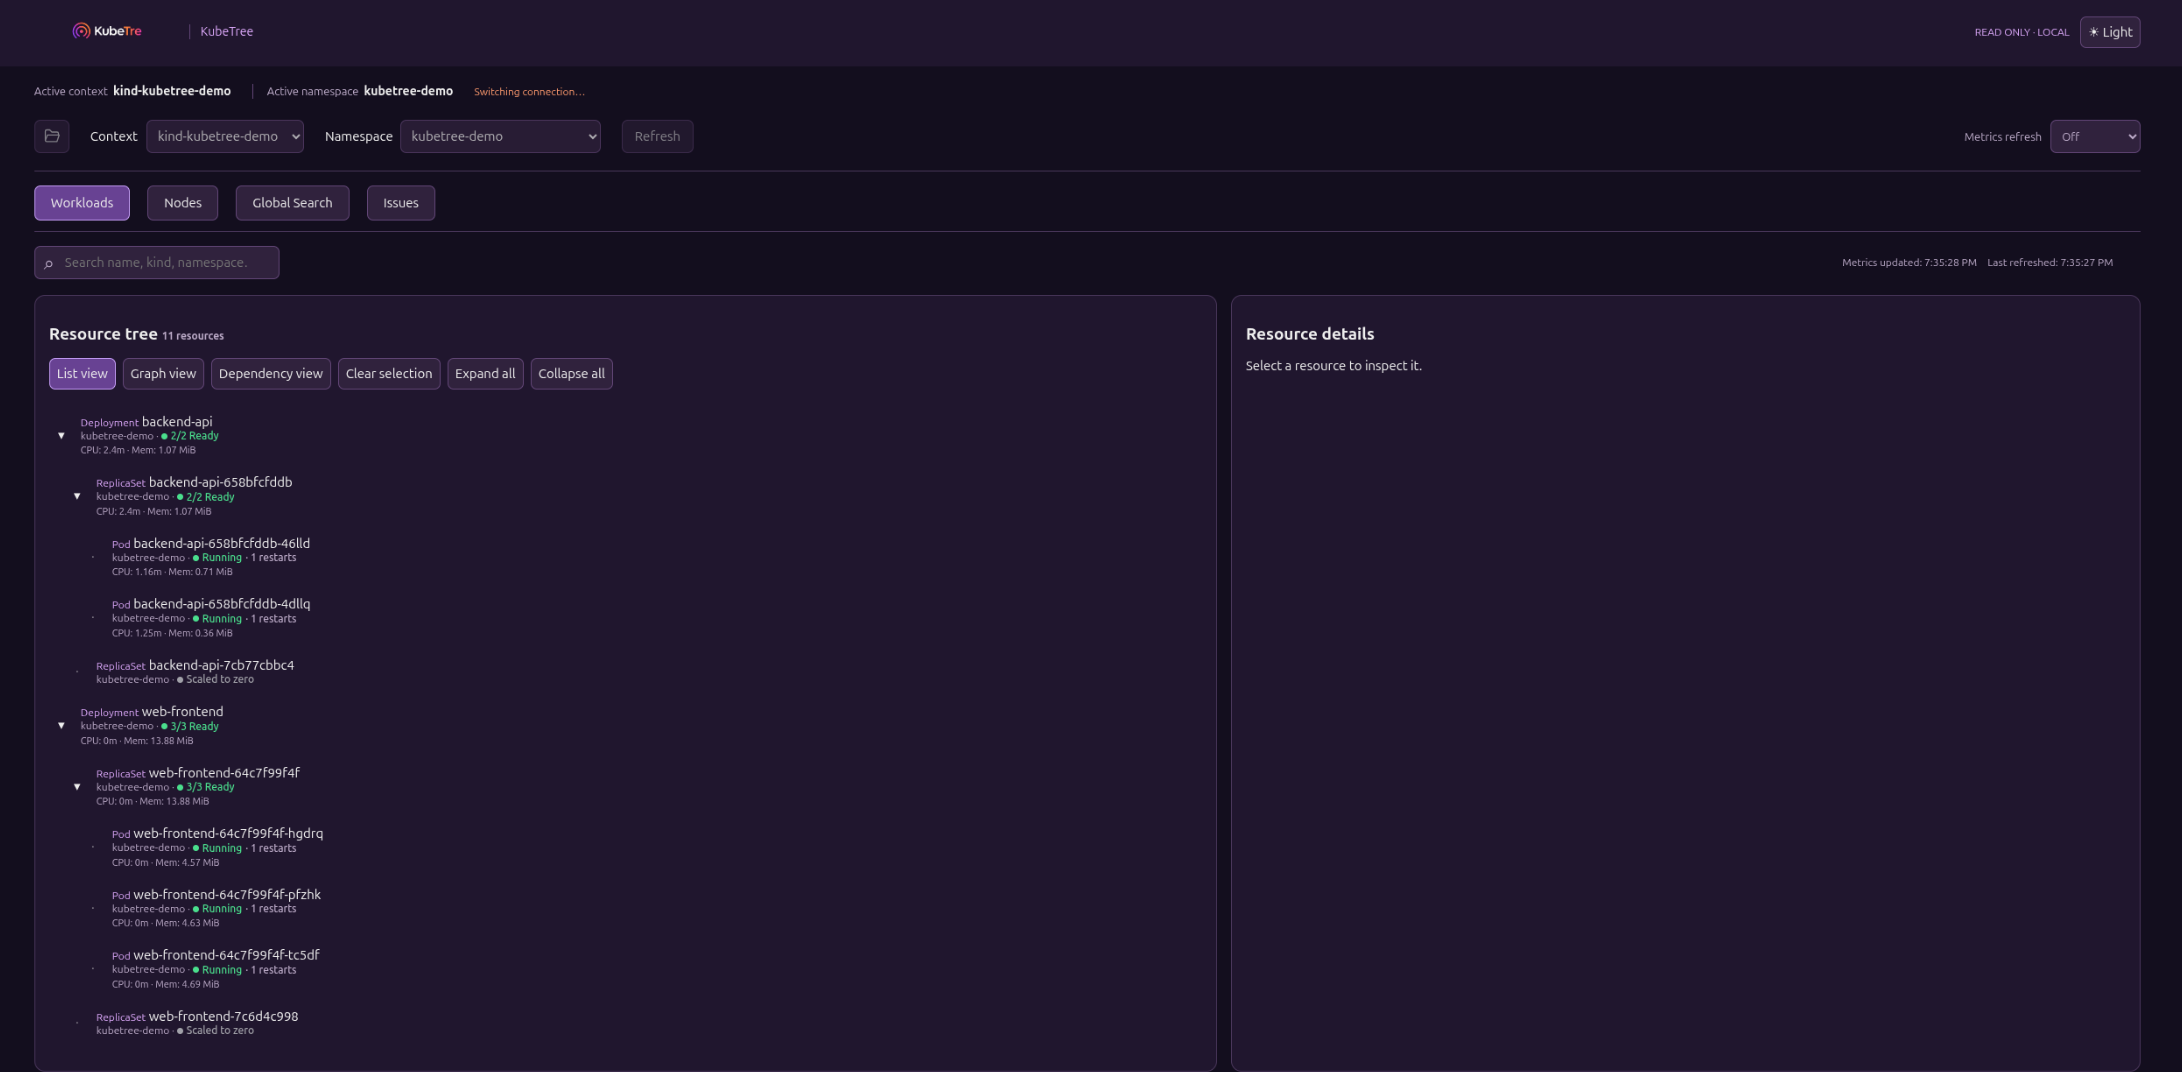 KubeTre KubeTree READ ONLY · LOCAL ☀ Light
Active context kind-kubetree-demo Active namespace kubetree-demo Switching connection…
Context kind-kubetree-demo Namespace kubetree-demo Refresh Metrics refresh Off
Workloads Nodes Global Search Issues
Search name, kind, namespace. Metrics updated: 7:35:28 PM Last refreshed: 7:35:27 PM
Resource tree 11 resources
List view Graph view Dependency view Clear selection Expand all Collapse all
Deployment backend-api
kubetree-demo · ● 2/2 Ready
CPU: 2.4m · Mem: 1.07 MiB
ReplicaSet backend-api-658bfcfddb
kubetree-demo · ● 2/2 Ready
CPU: 2.4m · Mem: 1.07 MiB
Pod backend-api-658bfcfddb-46lld
kubetree-demo · ● Running · 1 restarts
CPU: 1.16m · Mem: 0.71 MiB
Pod backend-api-658bfcfddb-4dllq
kubetree-demo · ● Running · 1 restarts
CPU: 1.25m · Mem: 0.36 MiB
ReplicaSet backend-api-7cb77cbbc4
kubetree-demo · ● Scaled to zero
Deployment web-frontend
kubetree-demo · ● 3/3 Ready
CPU: 0m · Mem: 13.88 MiB
ReplicaSet web-frontend-64c7f99f4f
kubetree-demo · ● 3/3 Ready
CPU: 0m · Mem: 13.88 MiB
Pod web-frontend-64c7f99f4f-hgdrq
kubetree-demo · ● Running · 1 restarts
CPU: 0m · Mem: 4.57 MiB
Pod web-frontend-64c7f99f4f-pfzhk
kubetree-demo · ● Running · 1 restarts
CPU: 0m · Mem: 4.63 MiB
Pod web-frontend-64c7f99f4f-tc5df
kubetree-demo · ● Running · 1 restarts
CPU: 0m · Mem: 4.69 MiB
ReplicaSet web-frontend-7c6d4c998
kubetree-demo · ● Scaled to zero
Resource details
Select a resource to inspect it.